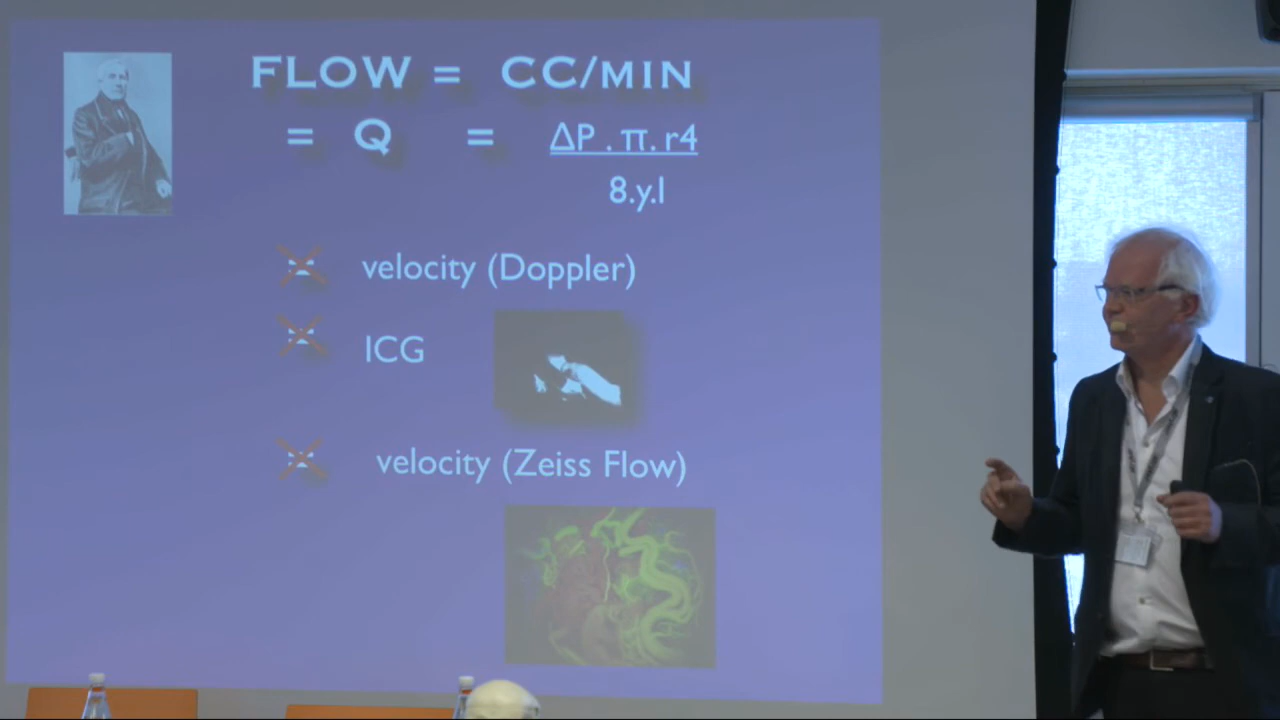 FLOW = CC/MIN
= Q = ΔP . π. r4
8.y.l
velocity (Doppler)
ICG
velocity (Zeiss Flow)